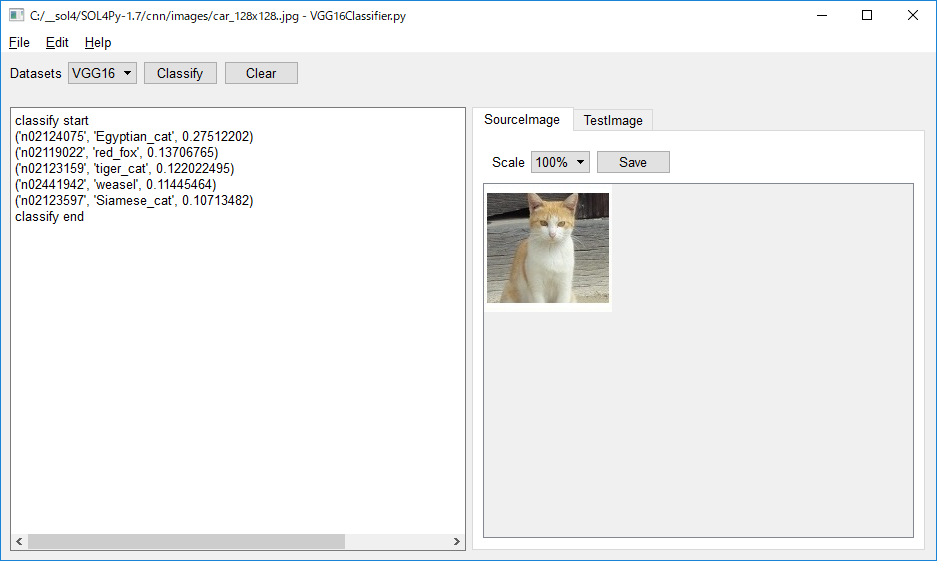 C:/__sol4/SOL4Py-1.7/cnn/images/car_128x128..jpg - VGG16Classifier.py
File Edit Help
Datasets VGG16 Classify Clear
classify start
('n02124075', 'Egyptian_cat', 0.27512202)
('n02119022', 'red_fox', 0.13706765)
('n02123159', 'tiger_cat', 0.122022495)
('n02441942', 'weasel', 0.11445464)
('n02123597', 'Siamese_cat', 0.10713482)
classify end
SourceImage TestImage
Scale 100% Save